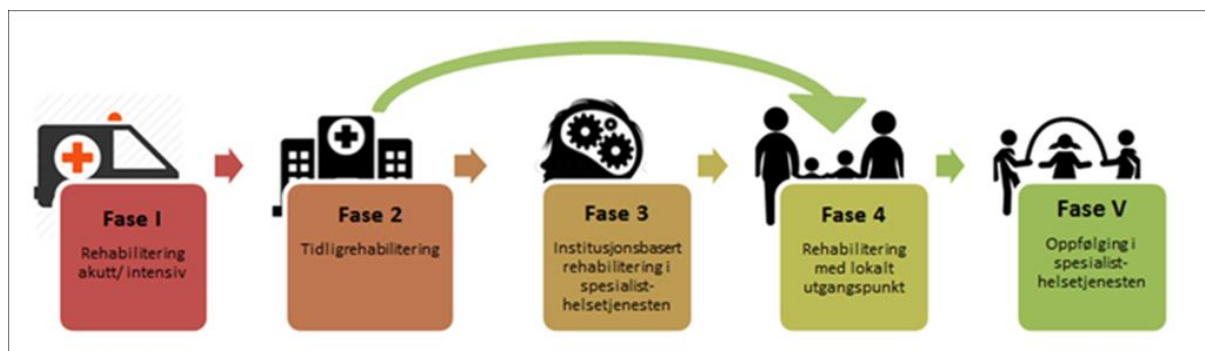 Fase I
Rehabilitering
akutt/ intensiv
Fase 2
Tidligrehabilitering
Fase 3
Institusjonsbasert
rehabilitering i
spesialist-
helsetjenesten
Fase 4
Rehabilitering
med lokalt
utgangspunkt
Fase V
Oppfølging i
spesialist-
helsetjenesten